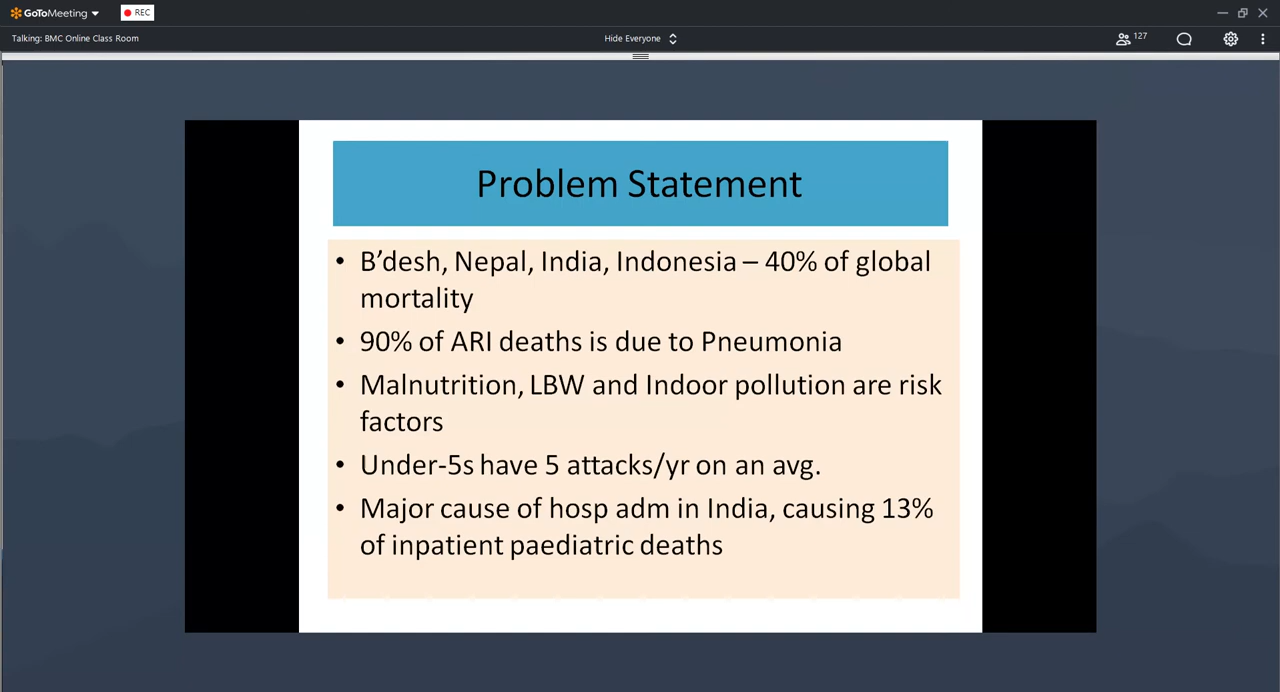 GoToMeeting REC
Talking: BMC Online Class Room
Hide Everyone
127
Problem Statement
• B’desh, Nepal, India, Indonesia – 40% of global
mortality
• 90% of ARI deaths is due to Pneumonia
• Malnutrition, LBW and Indoor pollution are risk
factors
• Under-5s have 5 attacks/yr on an avg.
• Major cause of hosp adm in India, causing 13%
of inpatient paediatric deaths